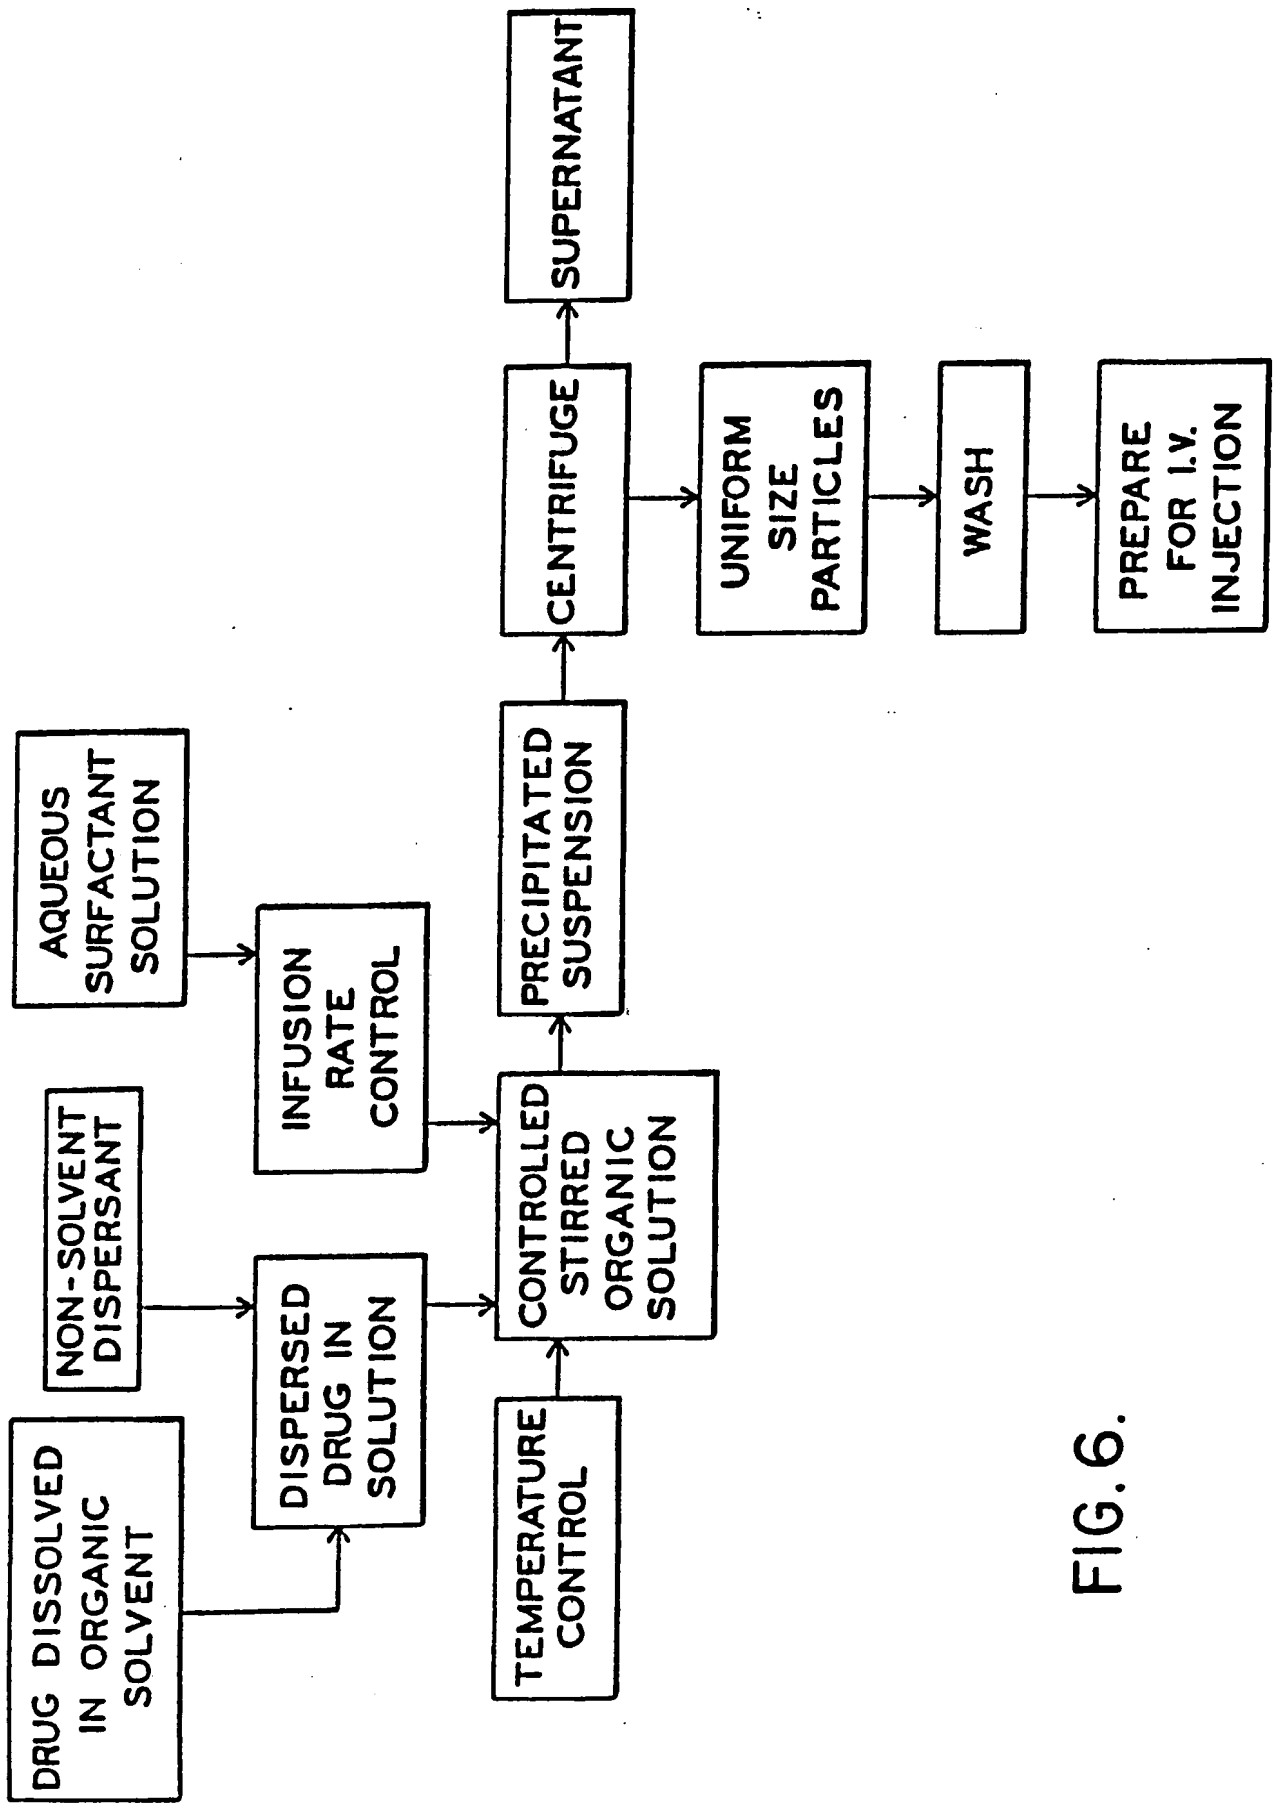 DRUG DISSOLVED
IN ORGANIC
SOLVENT
NON-SOLVENT
DISPERSANT
AQUEOUS
SURFACTANT
SOLUTION
DISPERSED
DRUG IN
SOLUTION
INFUSION
RATE
CONTROL
TEMPERATURE
CONTROL
CONTROLLED
STIRRED
ORGANIC
SOLUTION
PRECIPITATED
SUSPENSION
CENTRIFUGE
SUPERNATANT
UNIFORM
SIZE
PARTICLES
WASH
PREPARE
FOR I.V.
INJECTION
FIG. 6.